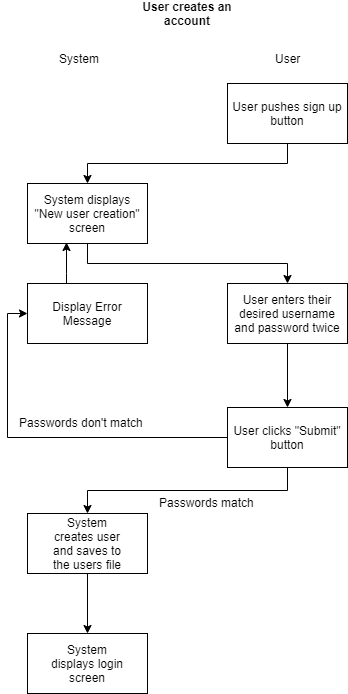 User creates an
account
System
User
User pushes sign up
button
System displays
"New user creation"
screen
Display Error
Message
User enters their
desired username
and password twice
Passwords don't match
User clicks "Submit"
button
Passwords match
System
creates user
and saves to
the users file
System
displays login
screen